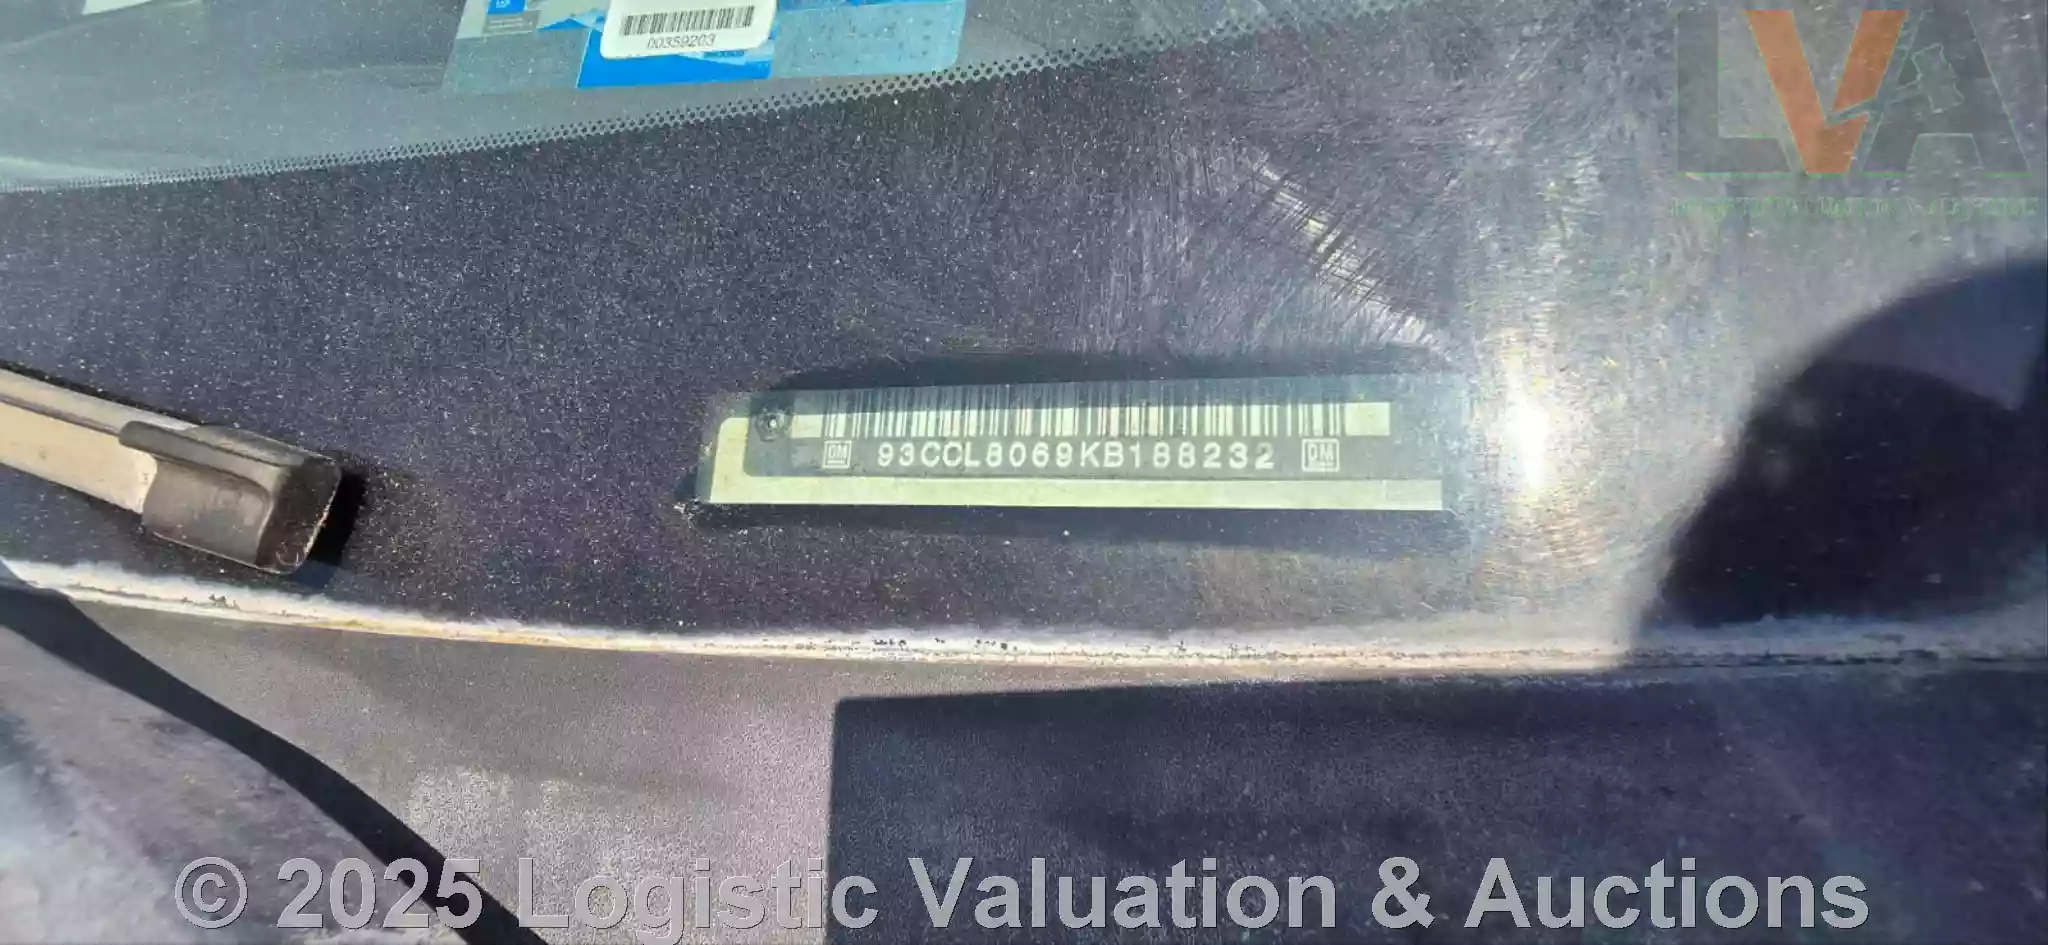 00359203
LVA
GM 93CCL8069KB188232 GM
© 2025 Logistic Valuation & Auctions